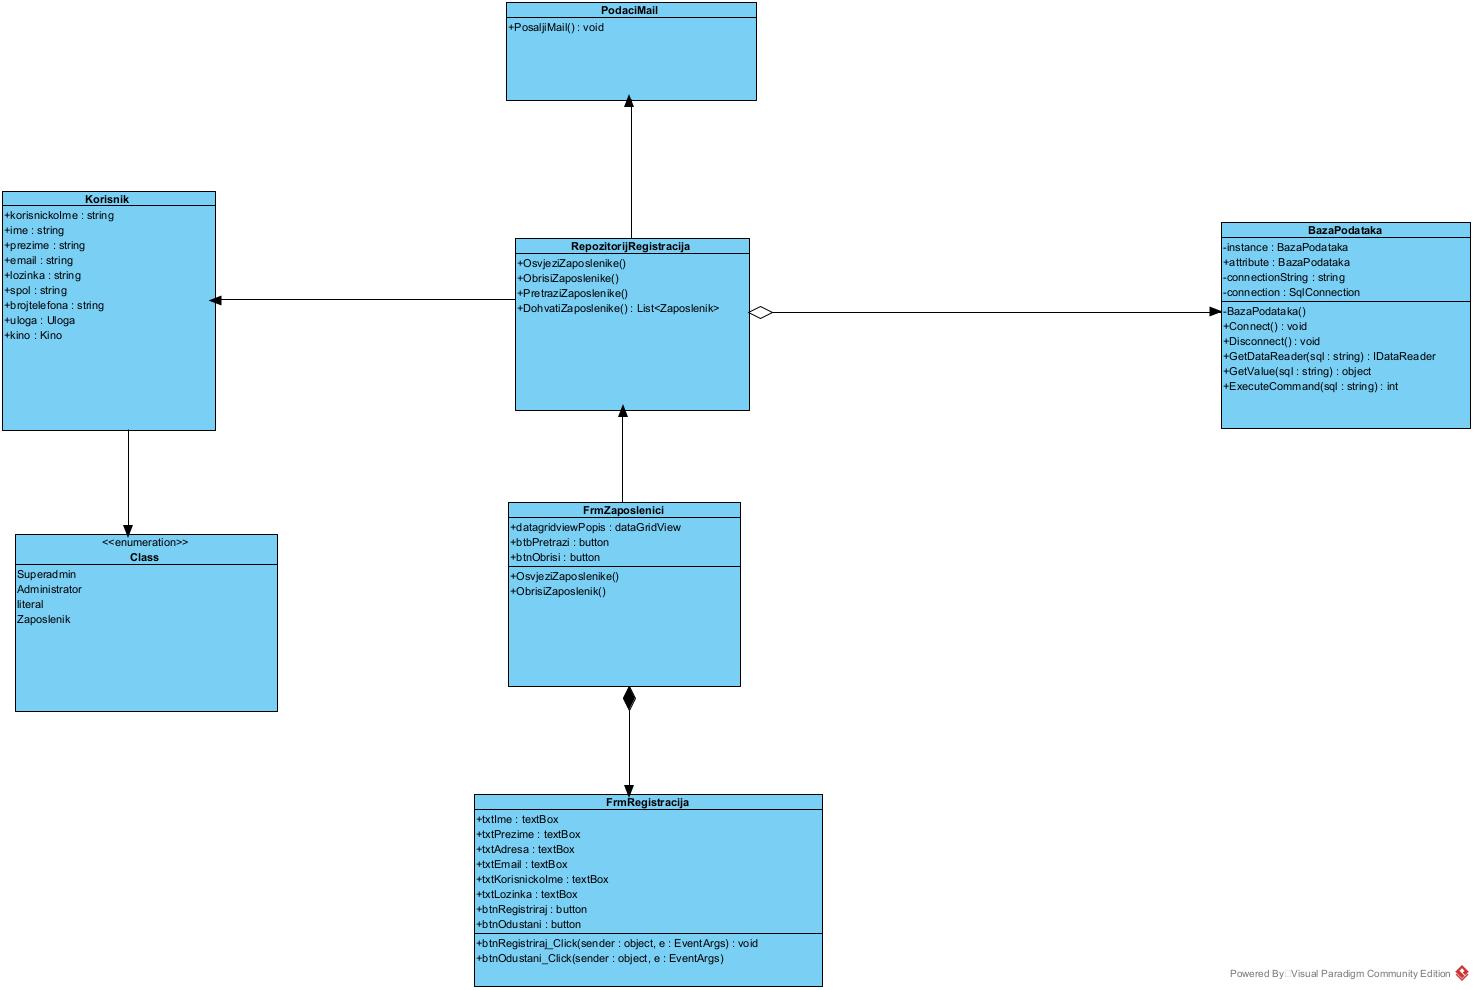 PodaciMail
+PosaljiMail() : void
Korisnik
+korisnickoIme : string
+ime : string
+prezime : string
+email : string
+lozinka : string
+spol : string
+brojtelefona : string
+uloga : Uloga
+kino : Kino
RepozitorijRegistracija
+OsvjeziZaposlenike()
+ObrisiZaposlenike()
+PretraziZaposlenike()
+DohvatiZaposlenike() : List<Zaposlenik>
BazaPodataka
-instance : BazaPodataka
+attribute : BazaPodataka
-connectionString : string
-connection : SqlConnection
-BazaPodataka()
+Connect() : void
+Disconnect() : void
+GetDataReader(sql : string) : IDataReader
+GetValue(sql : string) : object
+ExecuteCommand(sql : string) : int
<<enumeration>>
Class
Superadmin
Administrator
literal
Zaposlenik
FrmZaposlenici
+datagridviewPopis : dataGridView
+btbPretrazi : button
+btnObrisi : button
+OsvjeziZaposlenike()
+ObrisiZaposlenik()
FrmRegistracija
+txtIme : textBox
+txtPrezime : textBox
+txtAdresa : textBox
+txtEmail : textBox
+txtKorisnickoIme : textBox
+txtLozinka : textBox
+btnRegistriraj : button
+btnOdustani : button
+btnRegistriraj_Click(sender : object, e : EventArgs) : void
+btnOdustani_Click(sender : object, e : EventArgs)
Powered By Visual Paradigm Community Edition